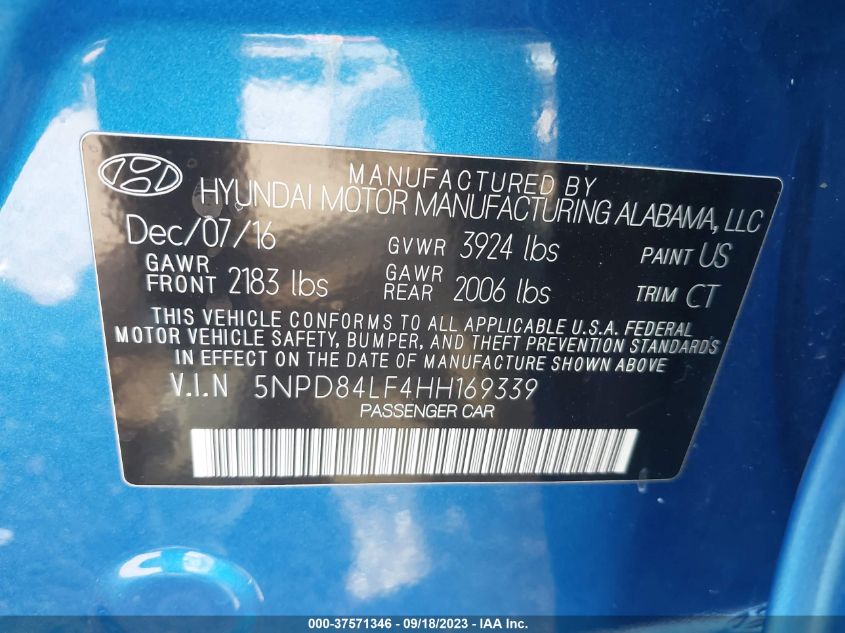 MANUFACTURED BY
HYUNDAI MOTOR MANUFACTURING ALABAMA, LLC
Dec/07/16 GVWR 3924 lbs PAINT US
GAWR FRONT 2183 lbs GAWR REAR 2006 lbs TRIM CT
THIS VEHICLE CONFORMS TO ALL APPLICABLE U.S.A. FEDERAL
MOTOR VEHICLE SAFETY, BUMPER, AND THEFT PREVENTION STANDARDS
IN EFFECT ON THE DATE OF MANUFACTURE SHOWN ABOVE
V.I.N 5NPD84LF4HH169339
PASSENGER CAR
000-37571346 - 09/18/2023 - IAA Inc.